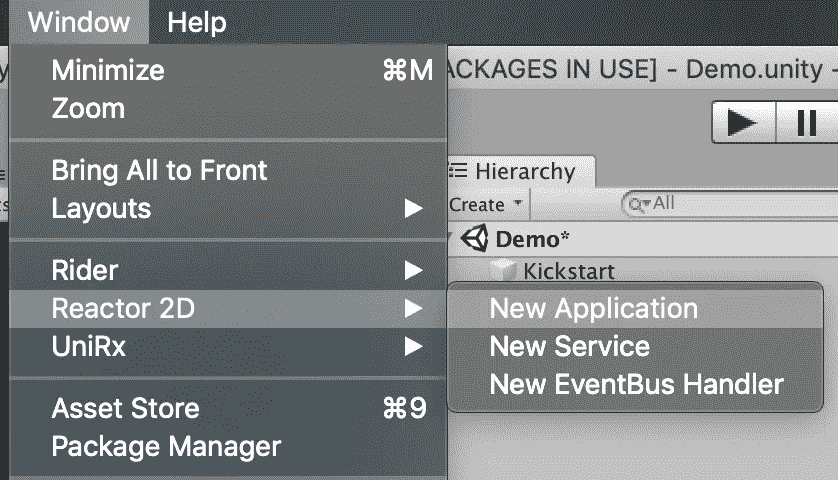 Window Help
Minimize ⌘M
Zoom
Bring All to Front
Layouts
Rider
Reactor 2D
UniRx
Asset Store ⌘9
Package Manager
ACKAGES IN USE] - Demo.unity -
Hierarchy
Create All
Demo*
Kickstart
New Application
New Service
New EventBus Handler